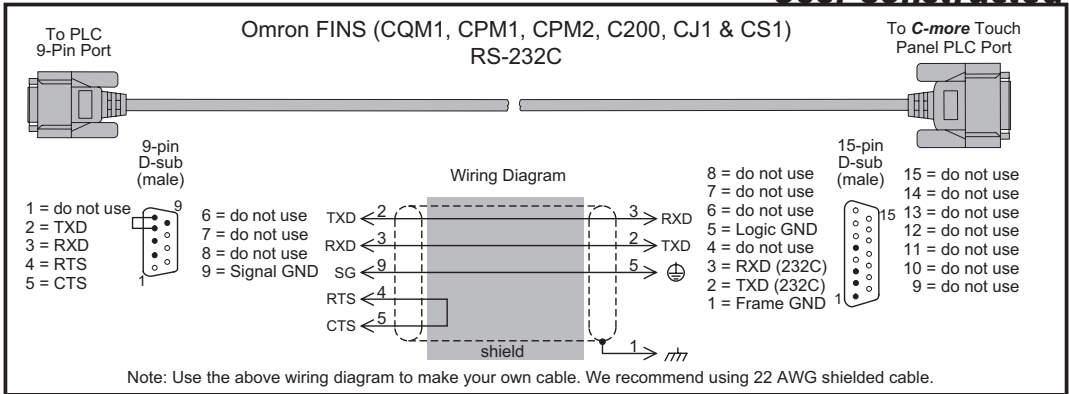 To PLC
9-Pin Port
Omron FINS (CQM1, CPM1, CPM2, C200, CJ1 & CS1)
RS-232C
To C-more Touch
Panel PLC Port
9-pin
D-sub
(male)
1 = do not use
2 = TXD
3 = RXD
4 = RTS
5 = CTS
9
1
6 = do not use
7 = do not use
8 = do not use
9 = Signal GND
Wiring Diagram
TXD 2 3 RXD
RXD 3 2 TXD
SG 9 5
RTS 4
CTS 5
shield
1
8 = do not use
7 = do not use
6 = do not use
5 = Logic GND
4 = do not use
3 = RXD (232C)
2 = TXD (232C)
1 = Frame GND
15-pin
D-sub
(male)
15
1
15 = do not use
14 = do not use
13 = do not use
12 = do not use
11 = do not use
10 = do not use
9 = do not use
Note: Use the above wiring diagram to make your own cable. We recommend using 22 AWG shielded cable.